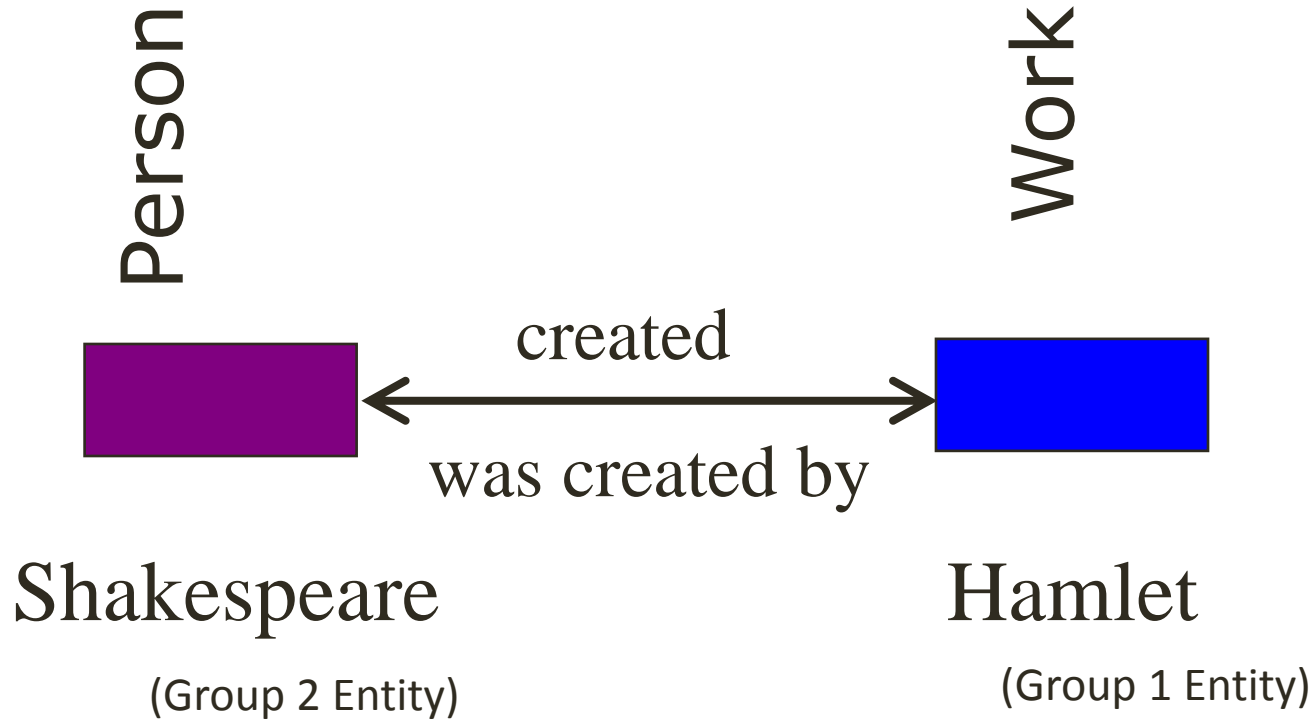 Person
Work
created
was created by
Shakespeare
Hamlet
(Group 2 Entity)
(Group 1 Entity)